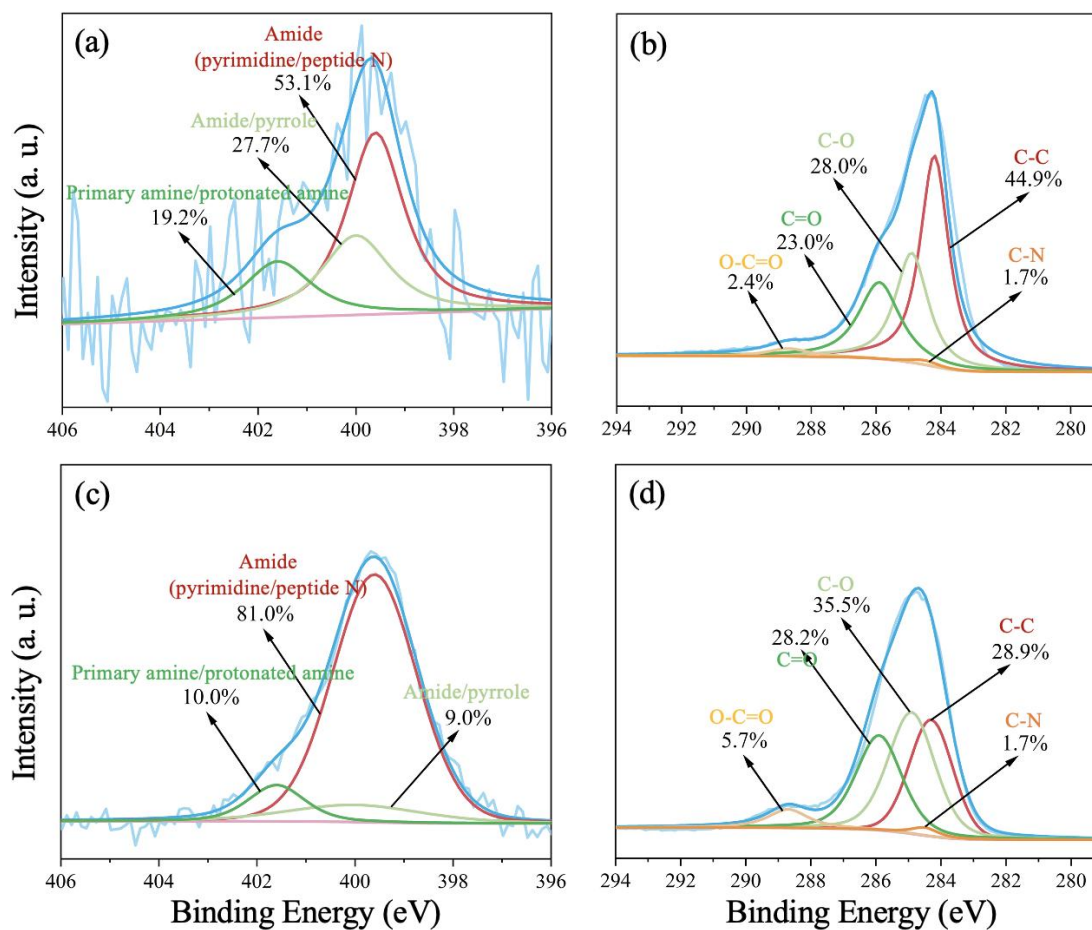 (a)
Amide
(pyrimidine/peptide N)
53.1%
Amide/pyrrole
27.7%
Primary amine/protonated amine
19.2%
Intensity (a. u.)
406 404 402 400 398 396
(b)
C-O
28.0%
C-C
44.9%
C=O
23.0%
O-C=O
2.4%
C-N
1.7%
294 292 290 288 286 284 282 280
(c)
Amide
(pyrimidine/peptide N)
81.0%
Primary amine/protonated amine
10.0%
Amide/pyrrole
9.0%
Intensity (a. u.)
406 404 402 400 398 396
Binding Energy (eV)
(d)
C-O
35.5%
28.2%
C=O
C-C
28.9%
O-C=O
5.7%
C-N
1.7%
294 292 290 288 286 284 282 280
Binding Energy (eV)